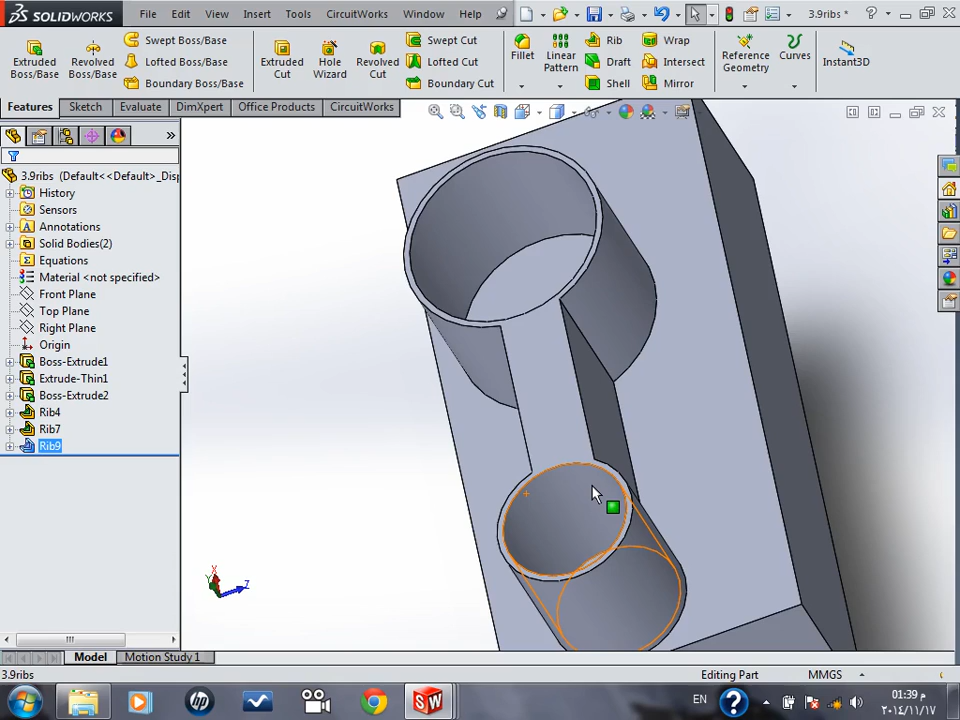 SOLIDWORKS File Edit View Insert Tools CircuitWorks Window Help 3.9ribs
Extruded Boss/Base
Revolved Boss/Base
Swept Boss/Base
Lofted Boss/Base
Boundary Boss/Base
Extruded Cut
Hole Wizard
Revolved Cut
Swept Cut
Lofted Cut
Boundary Cut
Fillet
Linear Pattern
Rib
Draft
Shell
Wrap
Intersect
Mirror
Reference Geometry
Curves
Instant3D
Features Sketch Evaluate DimXpert Office Products CircuitWorks
3.9ribs (Default<<Default>_Disp
History
Sensors
Annotations
Solid Bodies(2)
Equations
Material <not specified>
Front Plane
Top Plane
Right Plane
Origin
Boss-Extrude1
Extrude-Thin1
Boss-Extrude2
Rib4
Rib7
Rib9
X
Y
Z
Model Motion Study 1
3.9ribs Editing Part MMGS
EN
01:39 م
٢٠١٤/١١/١٧